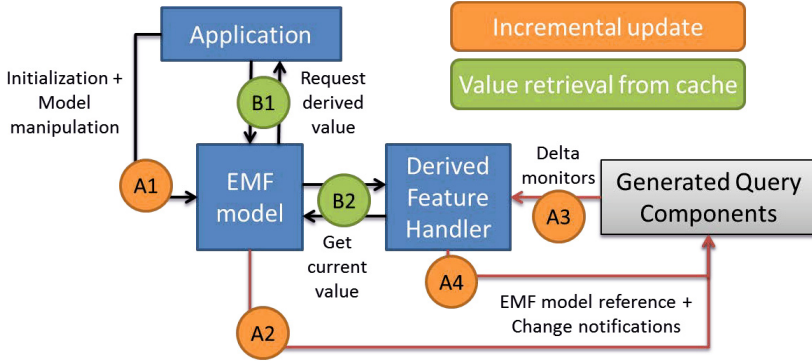 Application
Incremental update
Value retrieval from cache
Initialization +
Model
manipulation
B1
Request
derived
value
A1
EMF
model
B2
Get
current
value
Derived
Feature
Handler
Delta
monitors
A3
Generated Query
Components
A4
A2
EMF model reference +
Change notifications